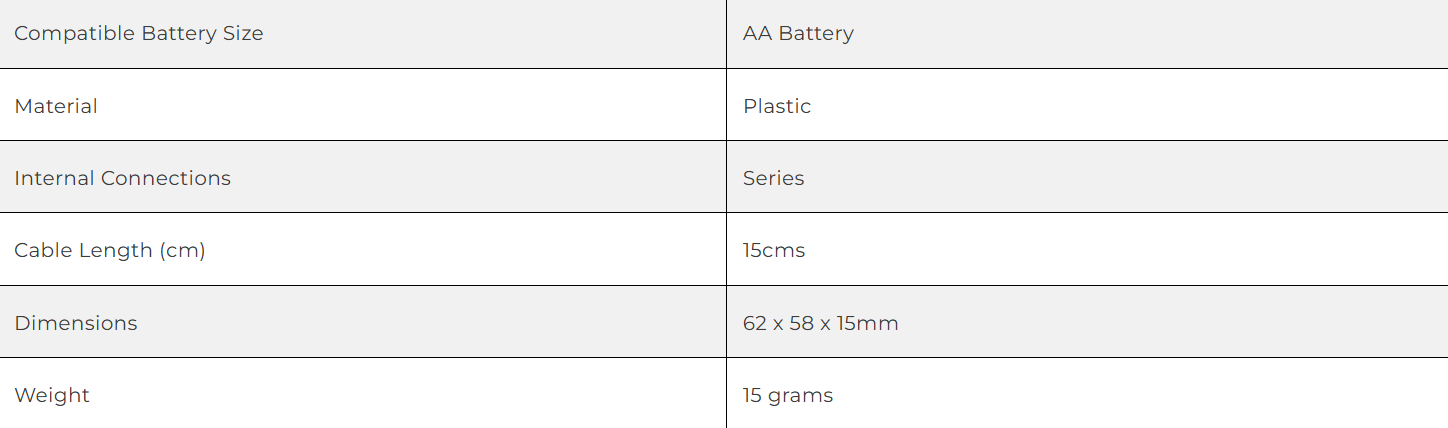 Compatible Battery Size AA Battery
Material Plastic
Internal Connections Series
Cable Length (cm) 15cms
Dimensions 62 x 58 x 15mm
Weight 15 grams